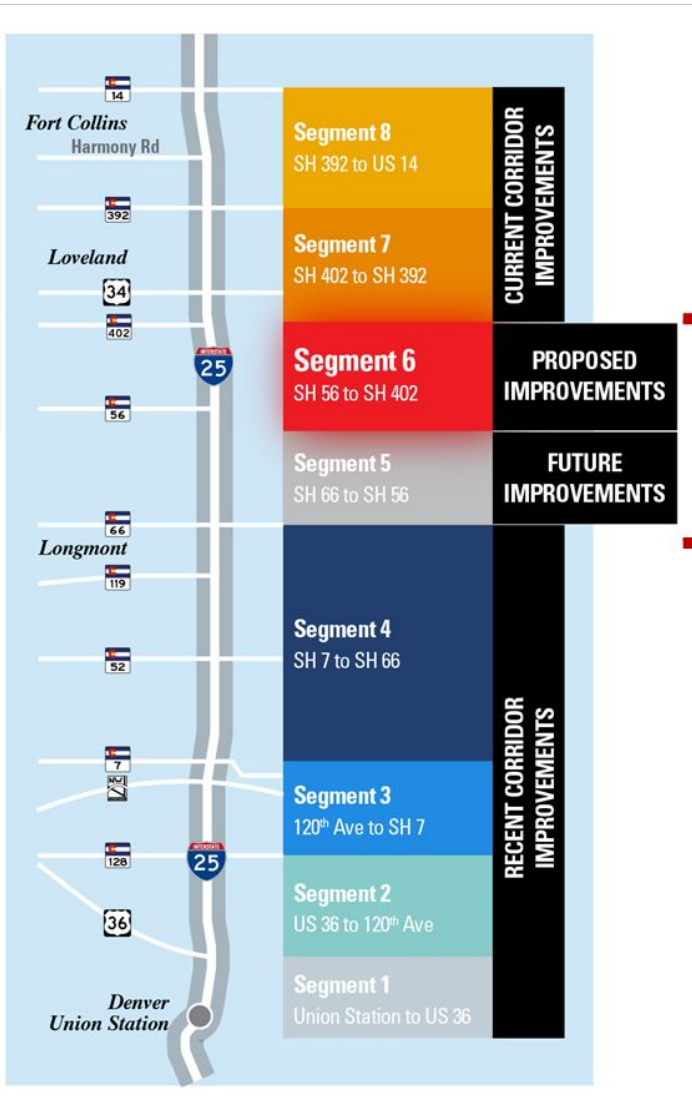 14
Fort Collins
Harmony Rd
392
Loveland
34
402
INTERSTATE
25
56
66
Longmont
119
52
7
128
INTERSTATE
25
36
Denver
Union Station
Segment 8
SH 392 to US 14
Segment 7
SH 402 to SH 392
CURRENT CORRIDOR
IMPROVEMENTS
Segment 6
SH 56 to SH 402
PROPOSED
IMPROVEMENTS
Segment 5
SH 66 to SH 56
FUTURE
IMPROVEMENTS
Segment 4
SH 7 to SH 66
Segment 3
120th Ave to SH 7
Segment 2
US 36 to 120th Ave
Segment 1
Union Station to US 36
RECENT CORRIDOR
IMPROVEMENTS